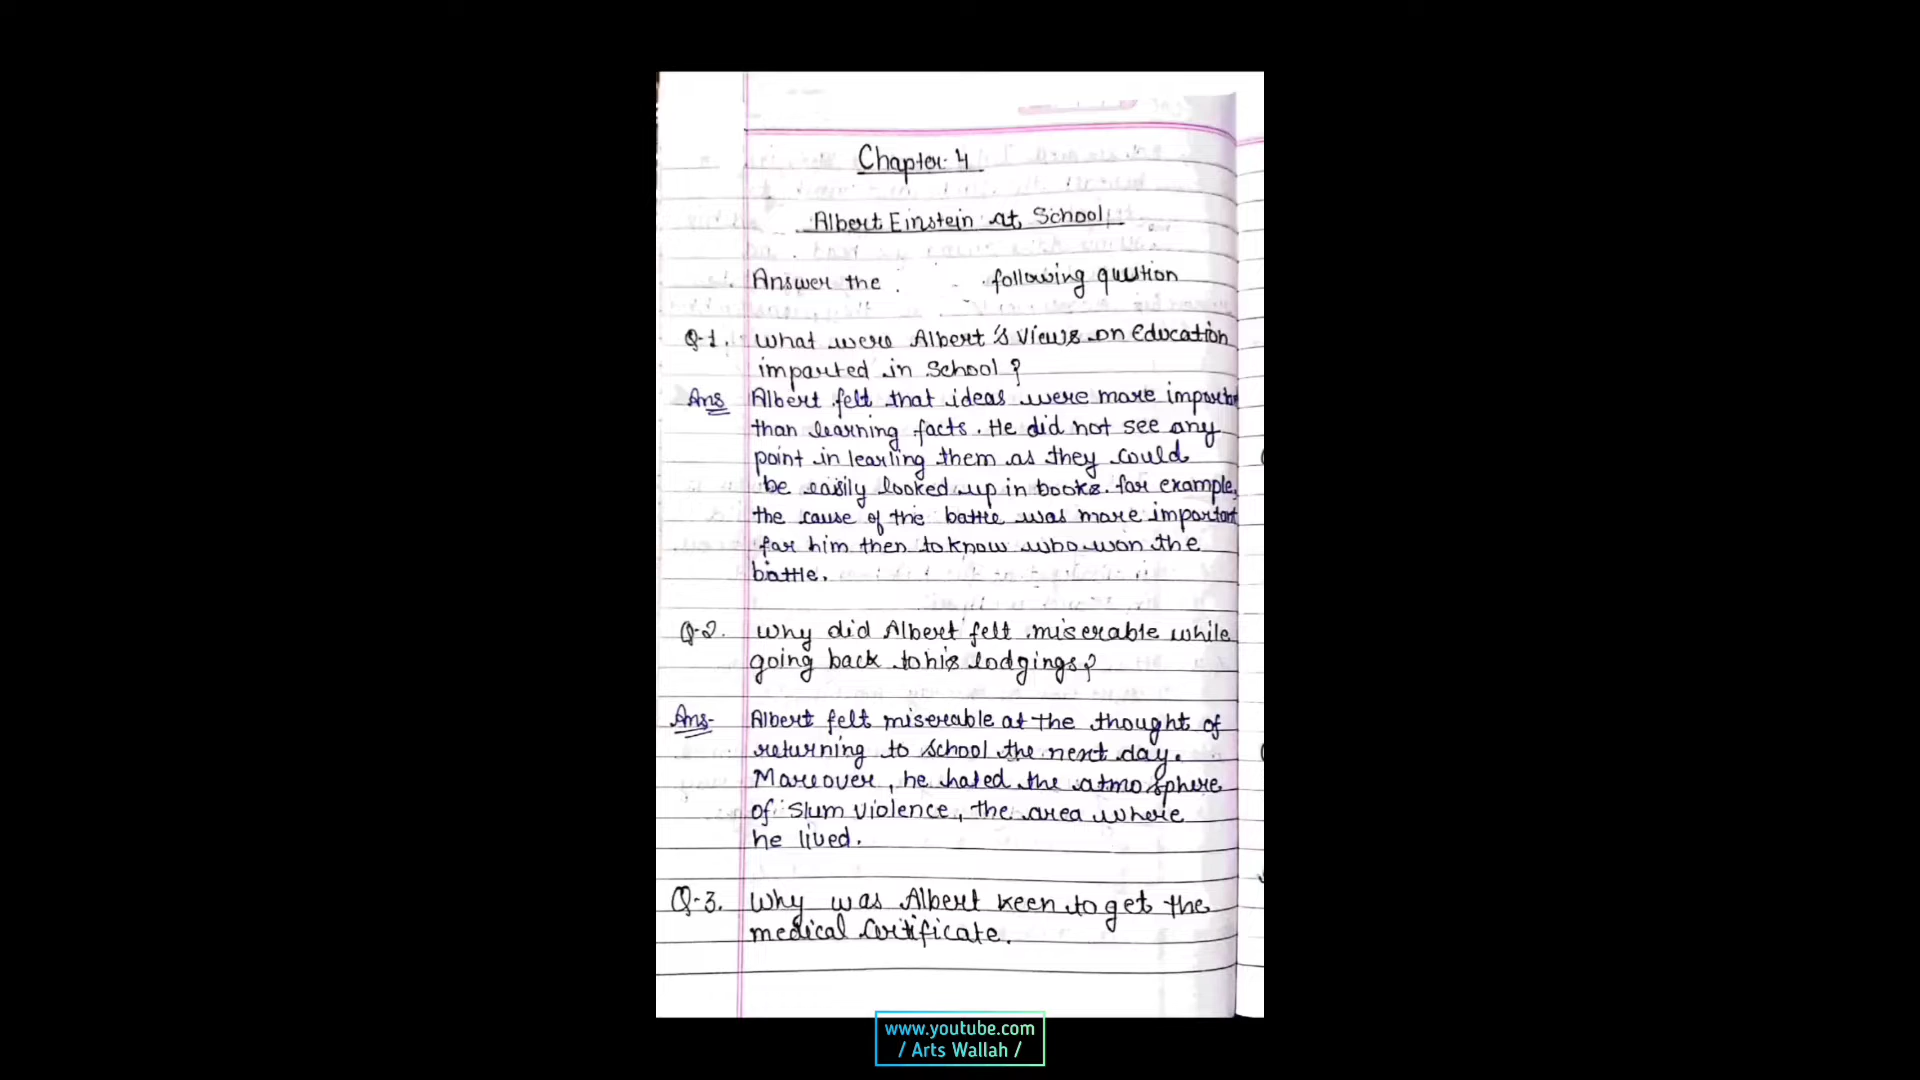 Chapter-4
Albert Einstein at School
Answer the following qustion
Q-1. What were Albert's views on Education
imparted in School?
Ans Albert felt that ideas were more importa
than learning facts. He did not see any
point in learling them as they could
be easily looked up in books. for example,
the cause of the battle was more important
for him then to know who won the
battle.
Q-2. Why did Albert felt miserable while
going back to his lodgings?
Ans- Albert felt miserable at the thought of
returning to School the next day.
Moreover, he hated the atmosphere
of slum violence, the area where
he lived.
Q-3. Why was Albert keen to get the
medical certificate.
www.youtube.com
/ Arts Wallah /